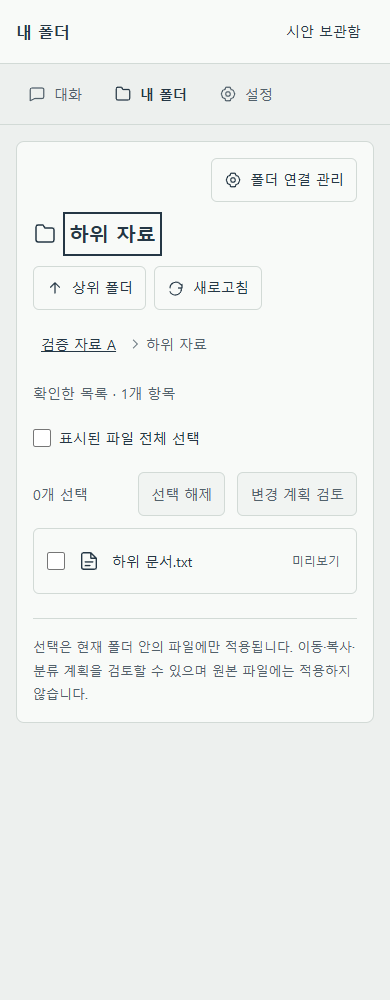 내 폴더
시안 보관함
대화
내 폴더
설정
폴더 연결 관리
하위 자료
상위 폴더
새로고침
검증 자료 A > 하위 자료
확인한 목록 · 1개 항목
표시된 파일 전체 선택
0개 선택
선택 해제
변경 계획 검토
하위 문서.txt
미리보기
선택은 현재 폴더 안의 파일에만 적용됩니다. 이동·복사·
분류 계획을 검토할 수 있으며 원본 파일에는 적용하지
않습니다.